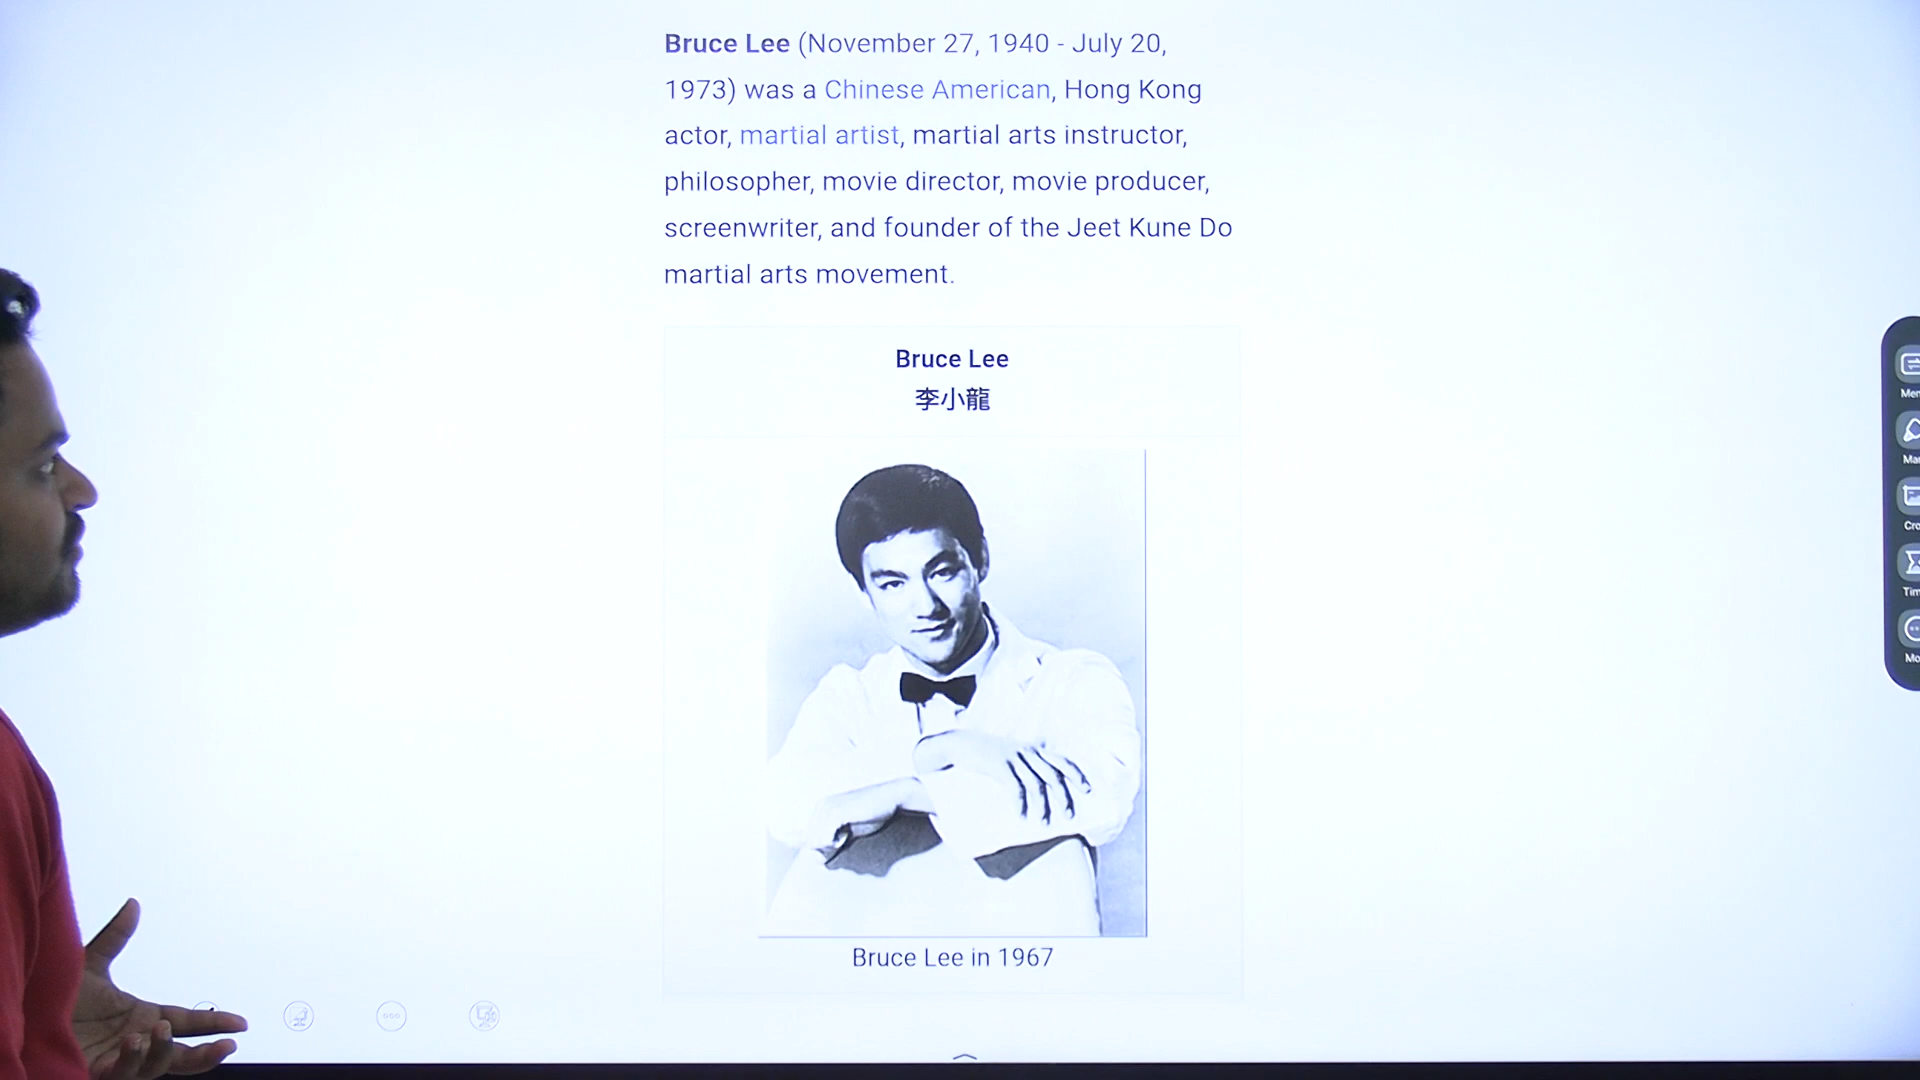 Bruce Lee (November 27, 1940 - July 20,
1973) was a Chinese American, Hong Kong
actor, martial artist, martial arts instructor,
philosopher, movie director, movie producer,
screenwriter, and founder of the Jeet Kune Do
martial arts movement.
Bruce Lee
李小龍
Bruce Lee in 1967